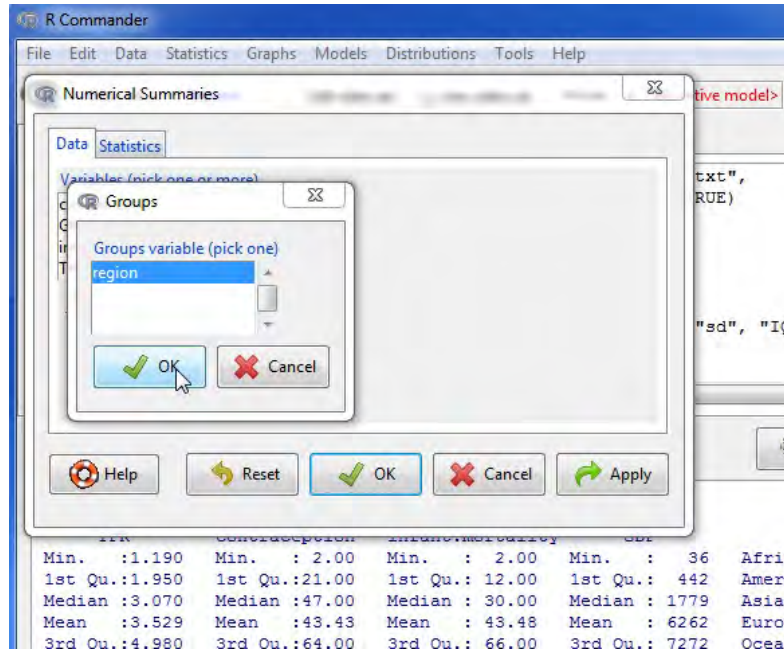 R Commander
File Edit Data Statistics Graphs Models Distributions Tools Help
Numerical Summaries
tive model>
Data Statistics
Variables (pick one or more)
txt",
RUE)
Groups
Groups variable (pick one)
region
"sd", "IQ
OK Cancel
Help Reset OK Cancel Apply
Min. :1.190 Min. : 2.00 Min. : 2.00 Min. : 36 Afri
1st Qu.:1.950 1st Qu.:21.00 1st Qu.: 12.00 1st Qu.: 442 Amer
Median :3.070 Median :47.00 Median : 30.00 Median : 1779 Asia
Mean :3.529 Mean :43.43 Mean : 43.48 Mean : 6262 Euro
3rd Qu.:4.980 3rd Qu.:64.00 3rd Qu.: 66.00 3rd Qu.: 7272 Ocea